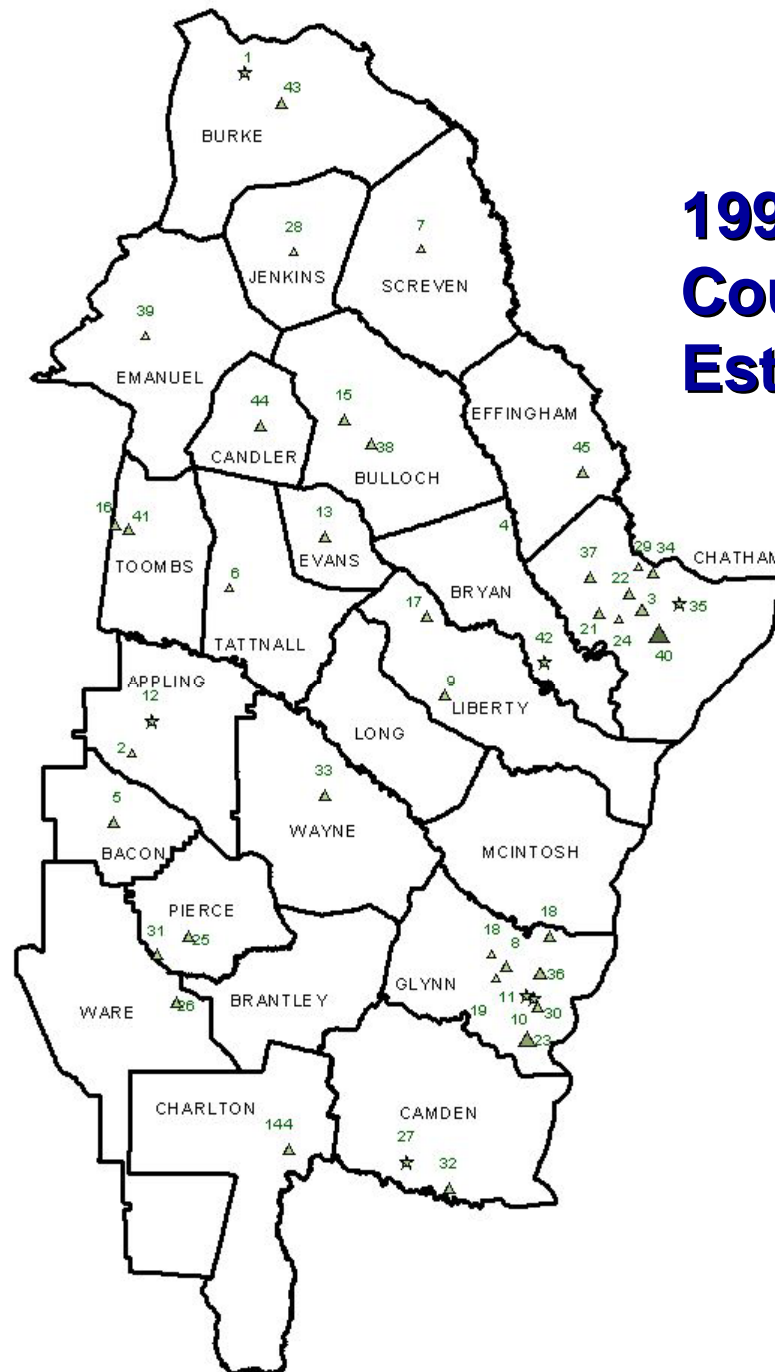 1
43
BURKE
199
28
7
JENKINS
SCREVEN
Cou
39
Est
EMANUEL
44
15
EFFINGHAM
38
CANDLER
BULLOCH
45
16
41
13
4
TOOMBS
EVANS
29
34
CHATHAM
37
22
6
BRYAN
3
35
17
21
24
TATTNALL
42
40
APPLING
12
9
LIBERTY
LONG
2
33
5
WAYNE
BACON
MCINTOSH
PIERCE
18
31
25
18
8
36
GLYNN
26
BRANTLEY
11
WARE
19
10
30
23
CHARLTON
CAMDEN
144
27
32